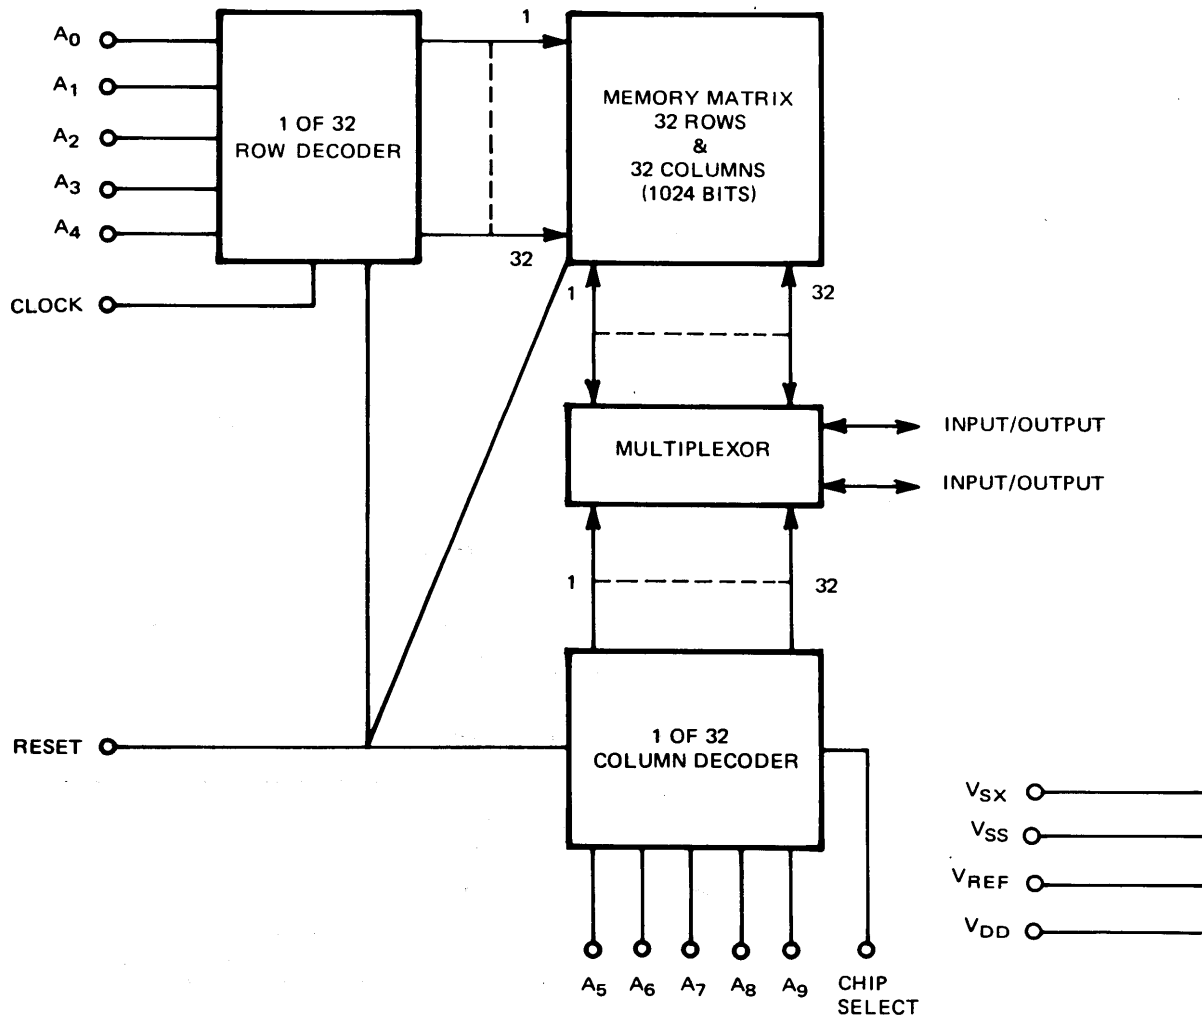 A0
A1
A2
A3
A4
CLOCK
1 OF 32
ROW DECODER
1
32
MEMORY MATRIX
32 ROWS
&
32 COLUMNS
(1024 BITS)
1
32
MULTIPLEXOR
INPUT/OUTPUT
INPUT/OUTPUT
1
32
RESET
1 OF 32
COLUMN DECODER
A5
A6
A7
A8
A9
CHIP
SELECT
VSX
VSS
VREF
VDD